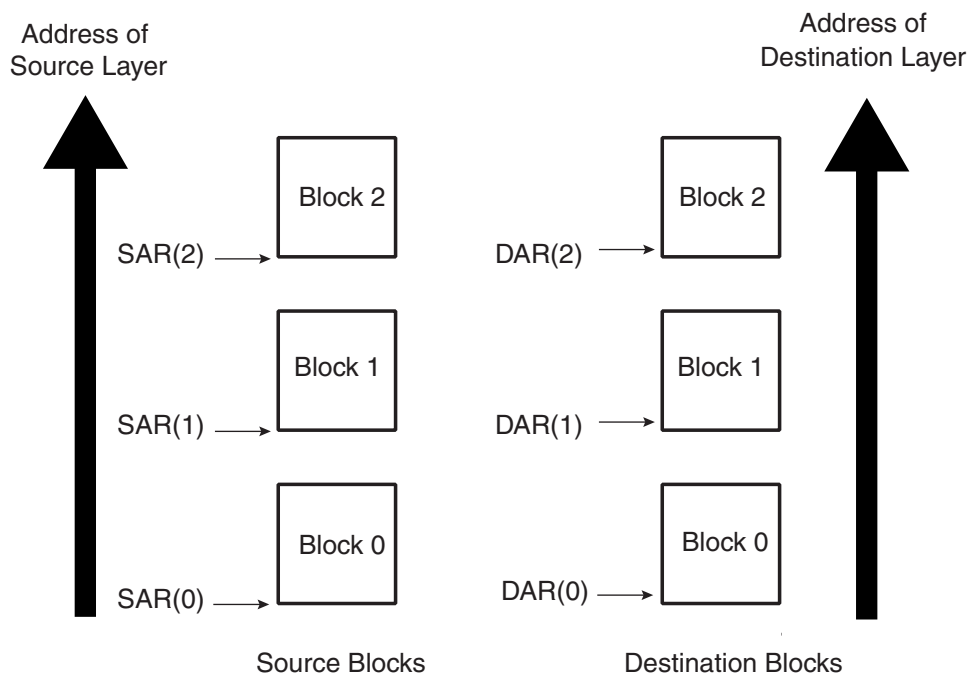 Address of
Source Layer
Address of
Destination Layer
Block 2
Block 2
SAR(2)
DAR(2)
Block 1
Block 1
SAR(1)
DAR(1)
Block 0
Block 0
SAR(0)
DAR(0)
Source Blocks
Destination Blocks